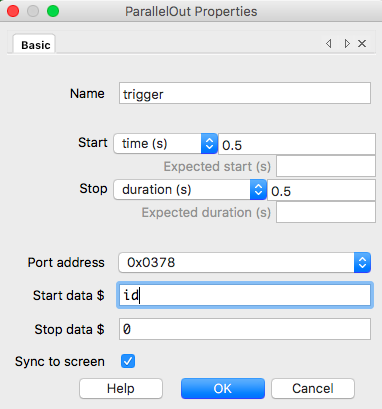 ParallelOut Properties
Basic
Name trigger
Start time (s) 0.5
Expected start (s)
Stop duration (s) 0.5
Expected duration (s)
Port address 0x0378
Start data $ id
Stop data $ 0
Sync to screen
Help OK Cancel